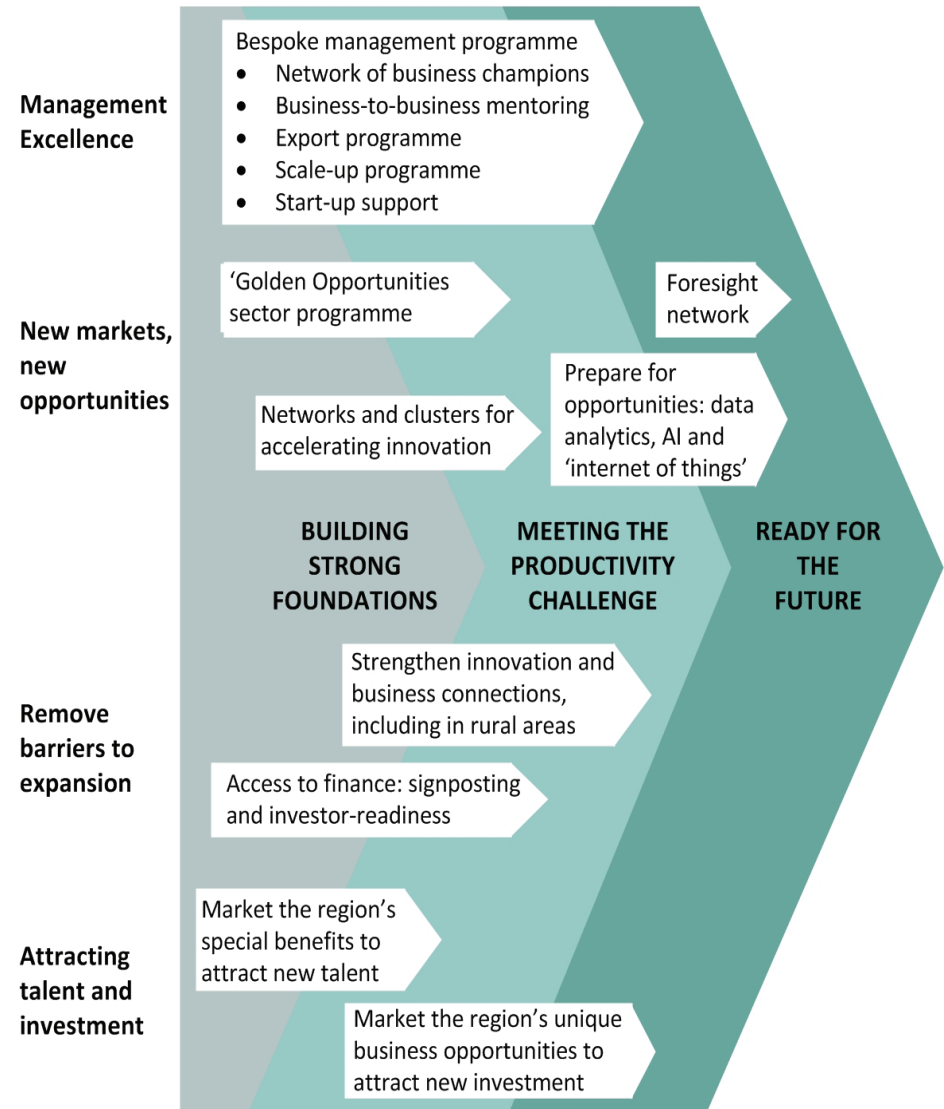 Management
Excellence
Bespoke management programme
• Network of business champions
• Business-to-business mentoring
• Export programme
• Scale-up programme
• Start-up support
New markets,
new
opportunities
‘Golden Opportunities
sector programme
Foresight
network
Networks and clusters for
accelerating innovation
Prepare for
opportunities: data
analytics, AI and
‘internet of things’
BUILDING
STRONG
FOUNDATIONS
MEETING THE
PRODUCTIVITY
CHALLENGE
READY FOR
THE
FUTURE
Remove
barriers to
expansion
Strengthen innovation and
business connections,
including in rural areas
Access to finance: signposting
and investor-readiness
Attracting
talent and
investment
Market the region’s
special benefits to
attract new talent
Market the region’s unique
business opportunities to
attract new investment